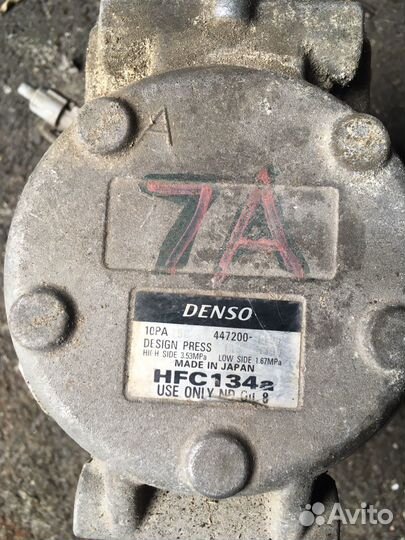 A
7A
DENSO
10PA 447200-
DESIGN PRESS
HIGH SIDE 3.53MPa LOW SIDE 1.67MPa
MADE IN JAPAN
HFC134a
USE ONLY ND Oil 8
Avito